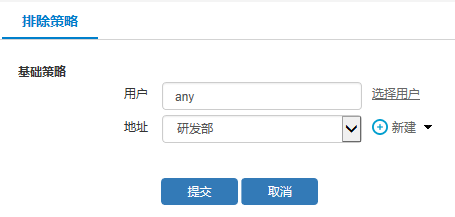 排除策略
基础策略
用户 any 选择用户
地址 研发部 新建
提交 取消